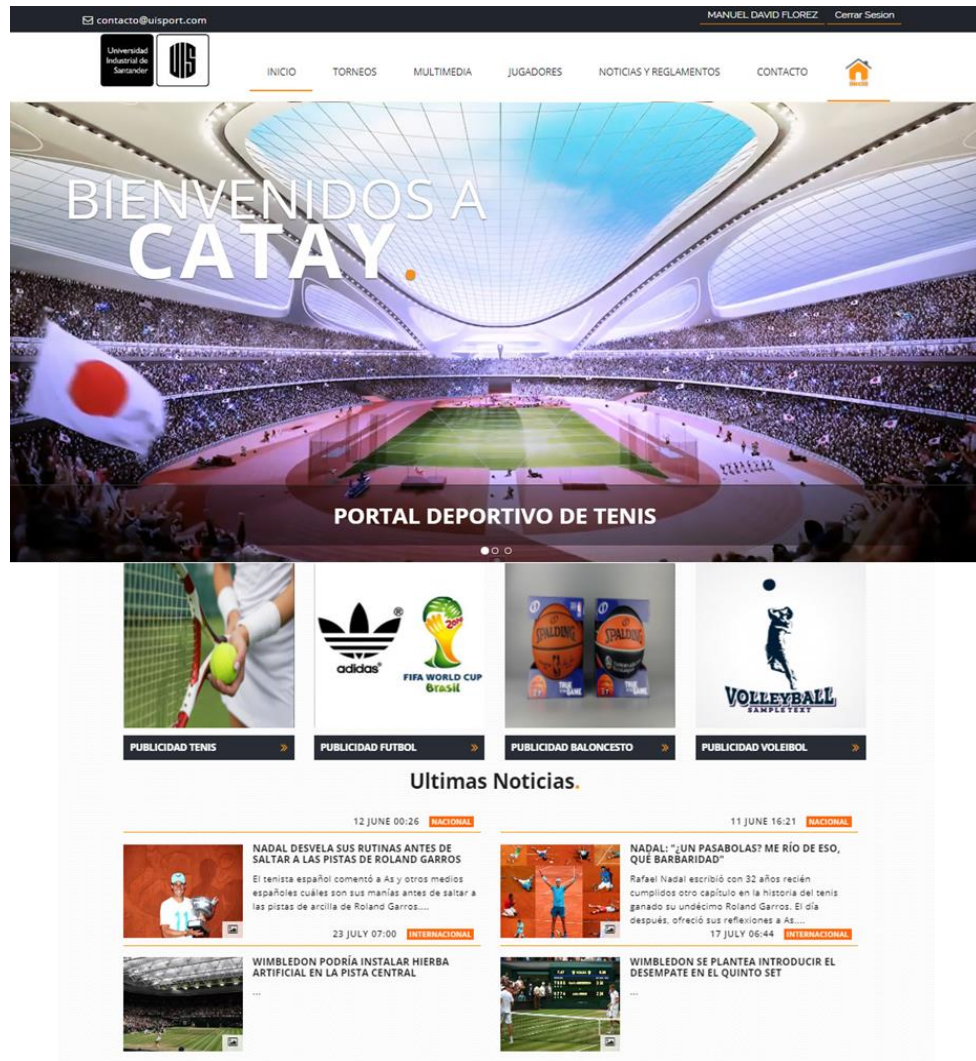 contacto@uisport.com
MANUEL DAVID FLOREZ
Cerrar Sesion
Universidad
Industrial de
Santander
UIS
INICIO
TORNEOS
MULTIMEDIA
JUGADORES
NOTICIAS Y REGLAMENTOS
CONTACTO
BIENVENIDOS A
CATAY.
PORTAL DEPORTIVO DE TENIS
adidas®
2014
FIFA WORLD CUP
Brasil
SPALDING
SPALDING
TRUE
GAME
TRUE
GAME
VOLLEYBALL
SAMPLE TEXT
PUBLICIDAD TENIS »
PUBLICIDAD FUTBOL »
PUBLICIDAD BALONCESTO »
PUBLICIDAD VOLEIBOL »
Ultimas Noticias.
12 JUNE 00:26 NACIONAL
NADAL DESVELA SUS RUTINAS ANTES DE
SALTAR A LAS PISTAS DE ROLAND GARROS
El tenista español comentó a As y otros medios
españoles cuáles son sus manías antes de saltar a
las pistas de arcilla de Roland Garros....
11 JUNE 16:21 NACIONAL
NADAL: "¿UN PASABOLAS? ME RÍO DE ESO,
QUÉ BARBARIDAD"
Rafael Nadal escribió con 32 años recién
cumplidos otro capítulo en la historia del tenis
ganado su undécimo Roland Garros. El día
después, ofreció sus reflexiones a As....
23 JULY 07:00 INTERNACIONAL
WIMBLEDON PODRÍA INSTALAR HIERBA
ARTIFICIAL EN LA PISTA CENTRAL
...
17 JULY 06:44 INTERNACIONAL
WIMBLEDON SE PLANTEA INTRODUCIR EL
DESEMPATE EN EL QUINTO SET
...